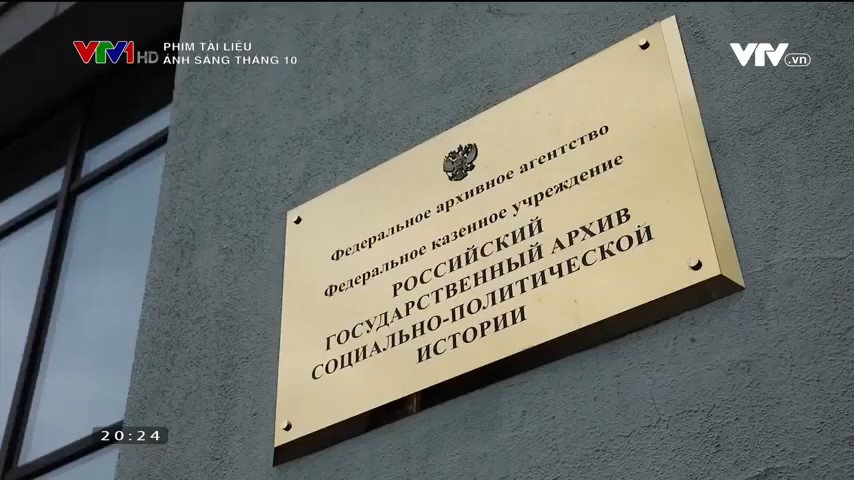 VTV1 HD
PHIM TÀI LIỆU
ÁNH SÁNG THÁNG 10
VTV.vn
Федеральное архивное агентство
Федеральное казенное учреждение
РОССИЙСКИЙ
ГОСУДАРСТВЕННЫЙ АРХИВ
СОЦИАЛЬНО-ПОЛИТИЧЕСКОЙ
ИСТОРИИ
20:24